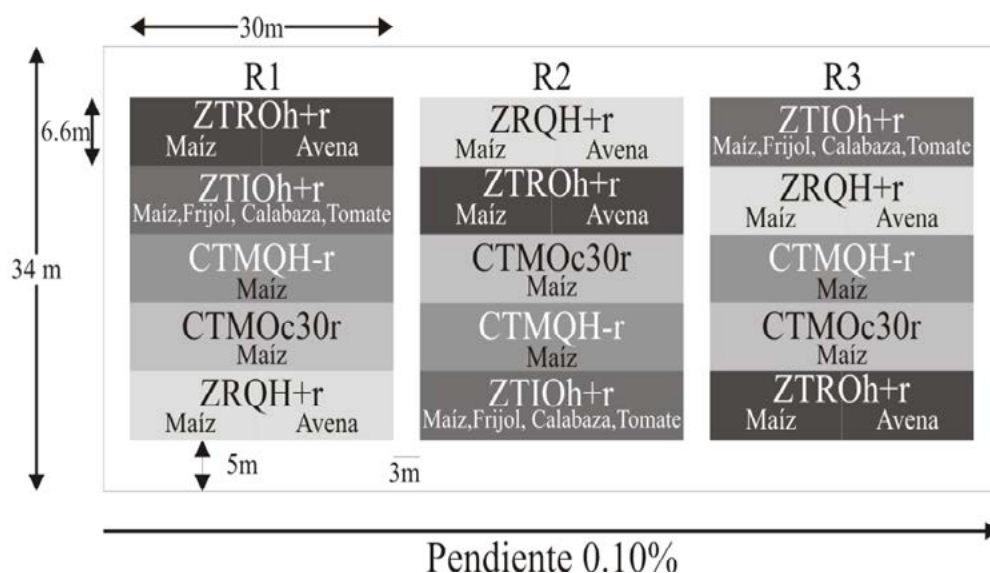 30m
R1
R2
R3
6.6m
34 m
ZTROh+r
Maíz Avena
ZTIOh+r
Maíz,Frijol, Calabaza,Tomate
CTMQH-r
Maíz
CTMOc30r
Maíz
ZRQH+r
Maíz Avena
ZRQH+r
Maíz Avena
ZTROh+r
Maíz Avena
CTMOc30r
Maíz
CTMQH-r
Maíz
ZTIOh+r
Maíz,Frijol, Calabaza,Tomate
ZTIOh+r
Maíz,Frijol, Calabaza,Tomate
ZRQH+r
Maíz Avena
CTMQH-r
Maíz
CTMOc30r
Maíz
ZTROh+r
Maíz Avena
5m
3m
Pendiente 0.10%